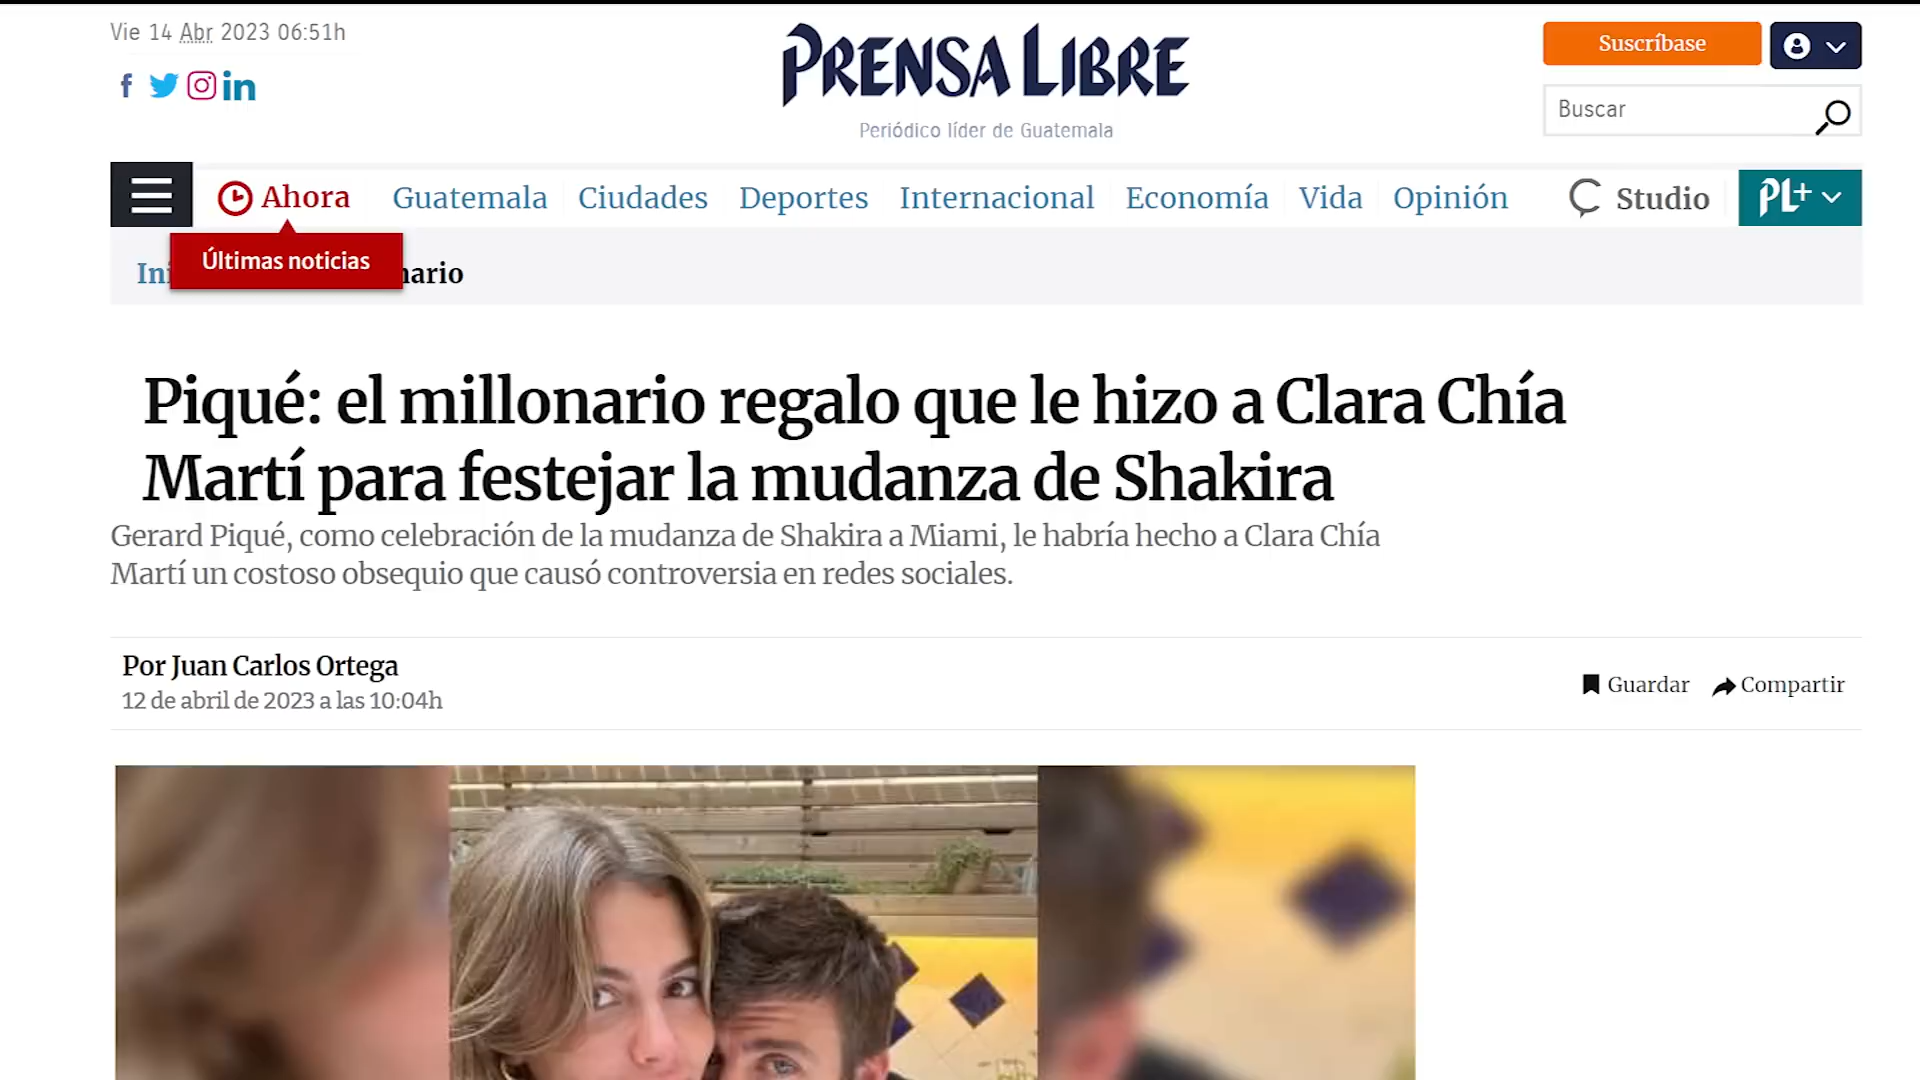 Vie 14 Abr 2023 06:51h
PRENSA LIBRE
Periódico líder de Guatemala
Suscríbase
Buscar
Ahora Guatemala Ciudades Deportes Internacional Economía Vida Opinión Studio PL+
Últimas noticias
Piqué: el millonario regalo que le hizo a Clara Chía
Martí para festejar la mudanza de Shakira
Gerard Piqué, como celebración de la mudanza de Shakira a Miami, le habría hecho a Clara Chía
Martí un costoso obsequio que causó controversia en redes sociales.
Por Juan Carlos Ortega
12 de abril de 2023 a las 10:04h
Guardar Compartir